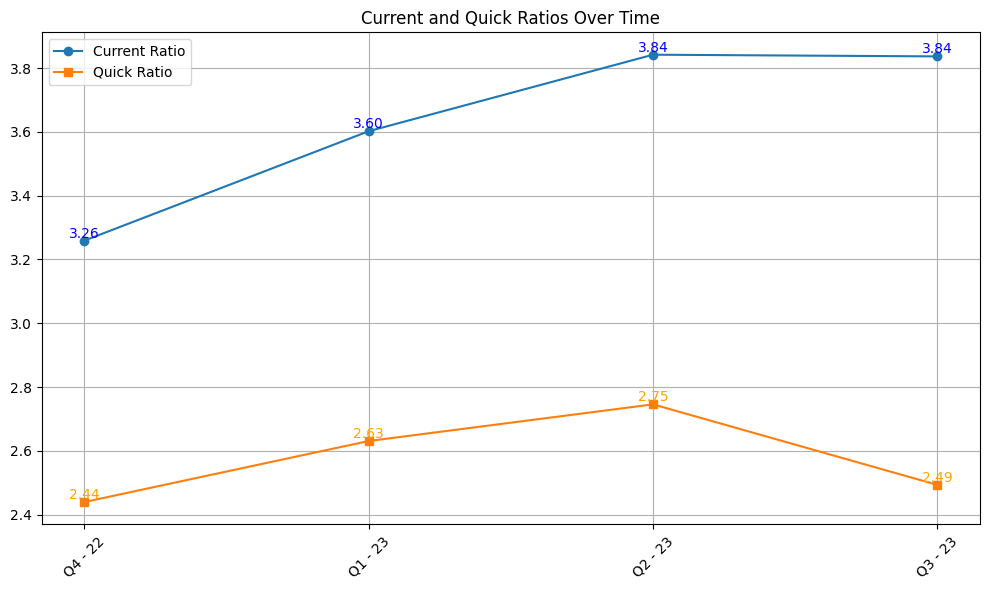 Current and Quick Ratios Over Time
Current Ratio
Quick Ratio
3.8
3.6
3.4
3.2
3.0
2.8
2.6
2.4
3.26
3.60
3.84
3.84
2.44
2.63
2.75
2.49
Q4 - 22
Q1 - 23
Q2 - 23
Q3 - 23